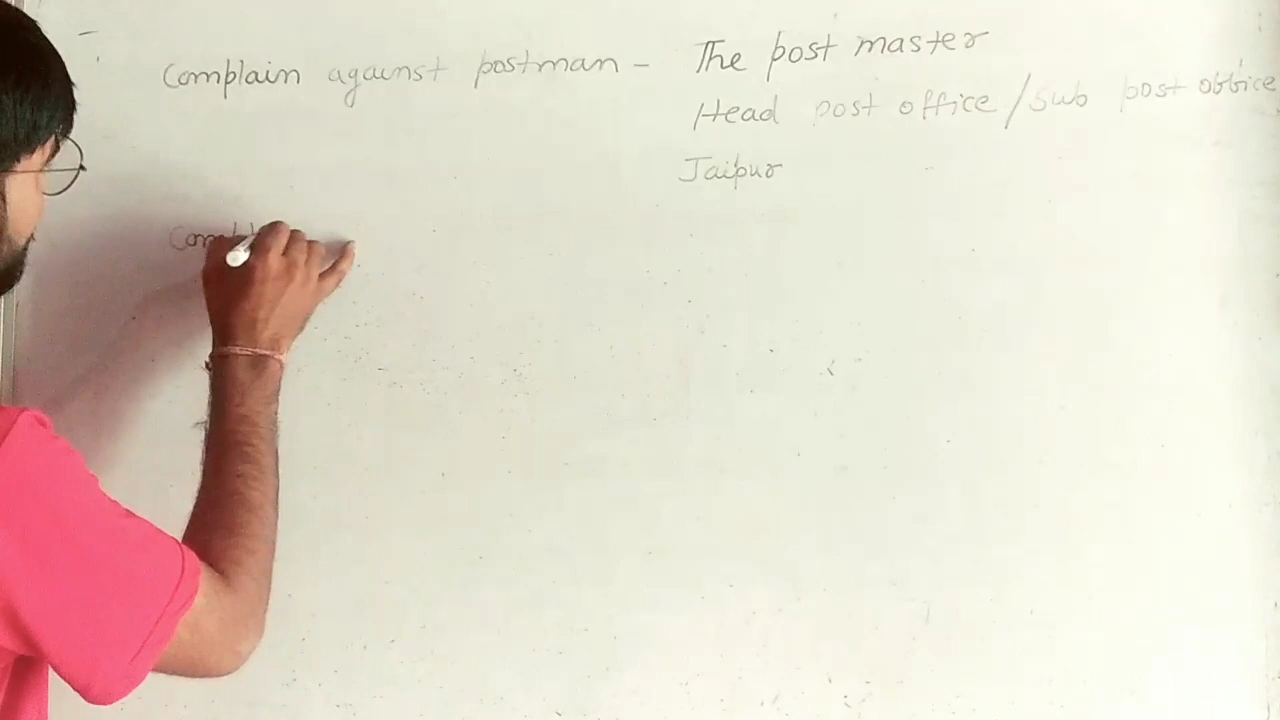 Complain against postman - The post master
Head post office / Sub post office
Jaipur